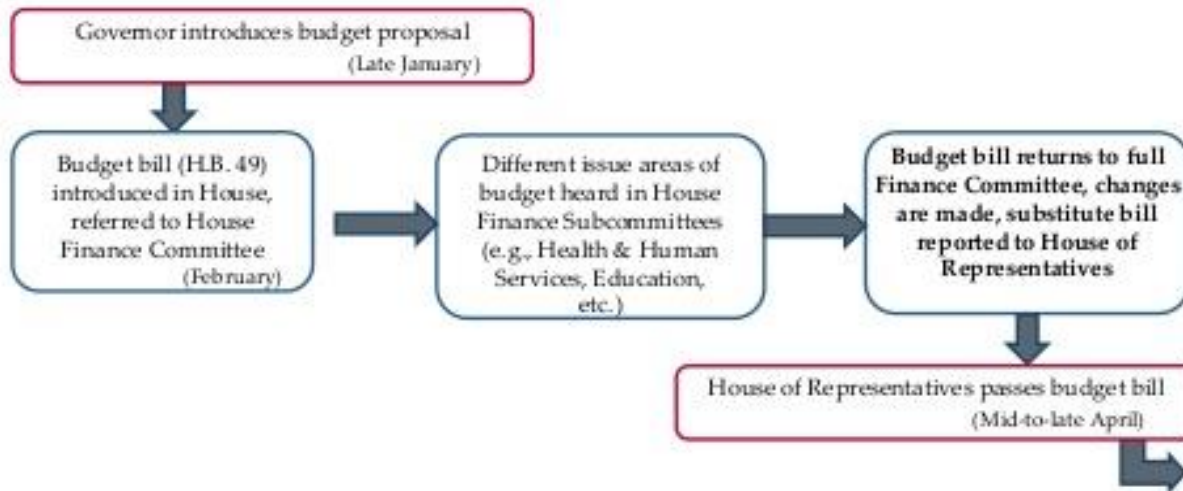 Governor introduces budget proposal
(Late January)
Budget bill (H.B. 49)
introduced in House,
referred to House
Finance Committee
(February)
Different issue areas of
budget heard in House
Finance Subcommittees
(e.g., Health & Human
Services, Education,
etc.)
Budget bill returns to full
Finance Committee, changes
are made, substitute bill
reported to House of
Representatives
House of Representatives passes budget bill
(Mid-to-late April)